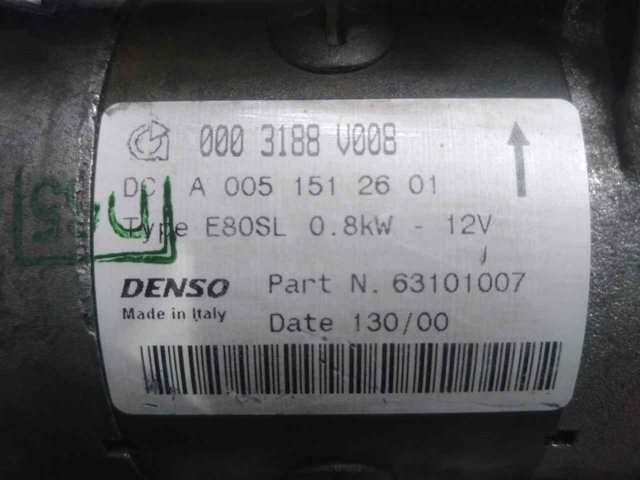 000 3188 V008
DC A 005 151 26 01
Type E80SL 0.8kW - 12V
DENSO Part N. 63101007
Made in Italy Date 130/00